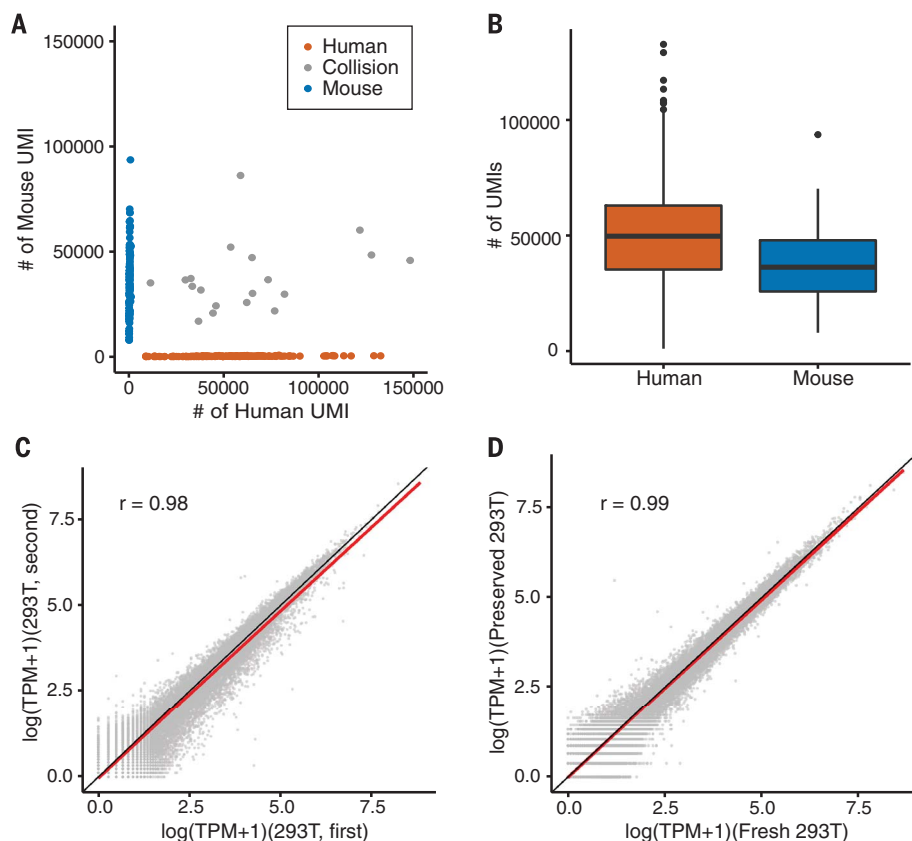 A
150000
100000
50000
0
# of Mouse UMI
Human
Collision
Mouse
0 50000 100000 150000
# of Human UMI
B
100000
50000
0
# of UMIs
Human Mouse
C
r = 0.98
7.5
5.0
2.5
0.0
log(TPM+1)(293T, second)
0.0 2.5 5.0 7.5
log(TPM+1)(293T, first)
D
r = 0.99
7.5
5.0
2.5
0.0
log(TPM+1)(Preserved 293T)
0.0 2.5 5.0 7.5
log(TPM+1)(Fresh 293T)